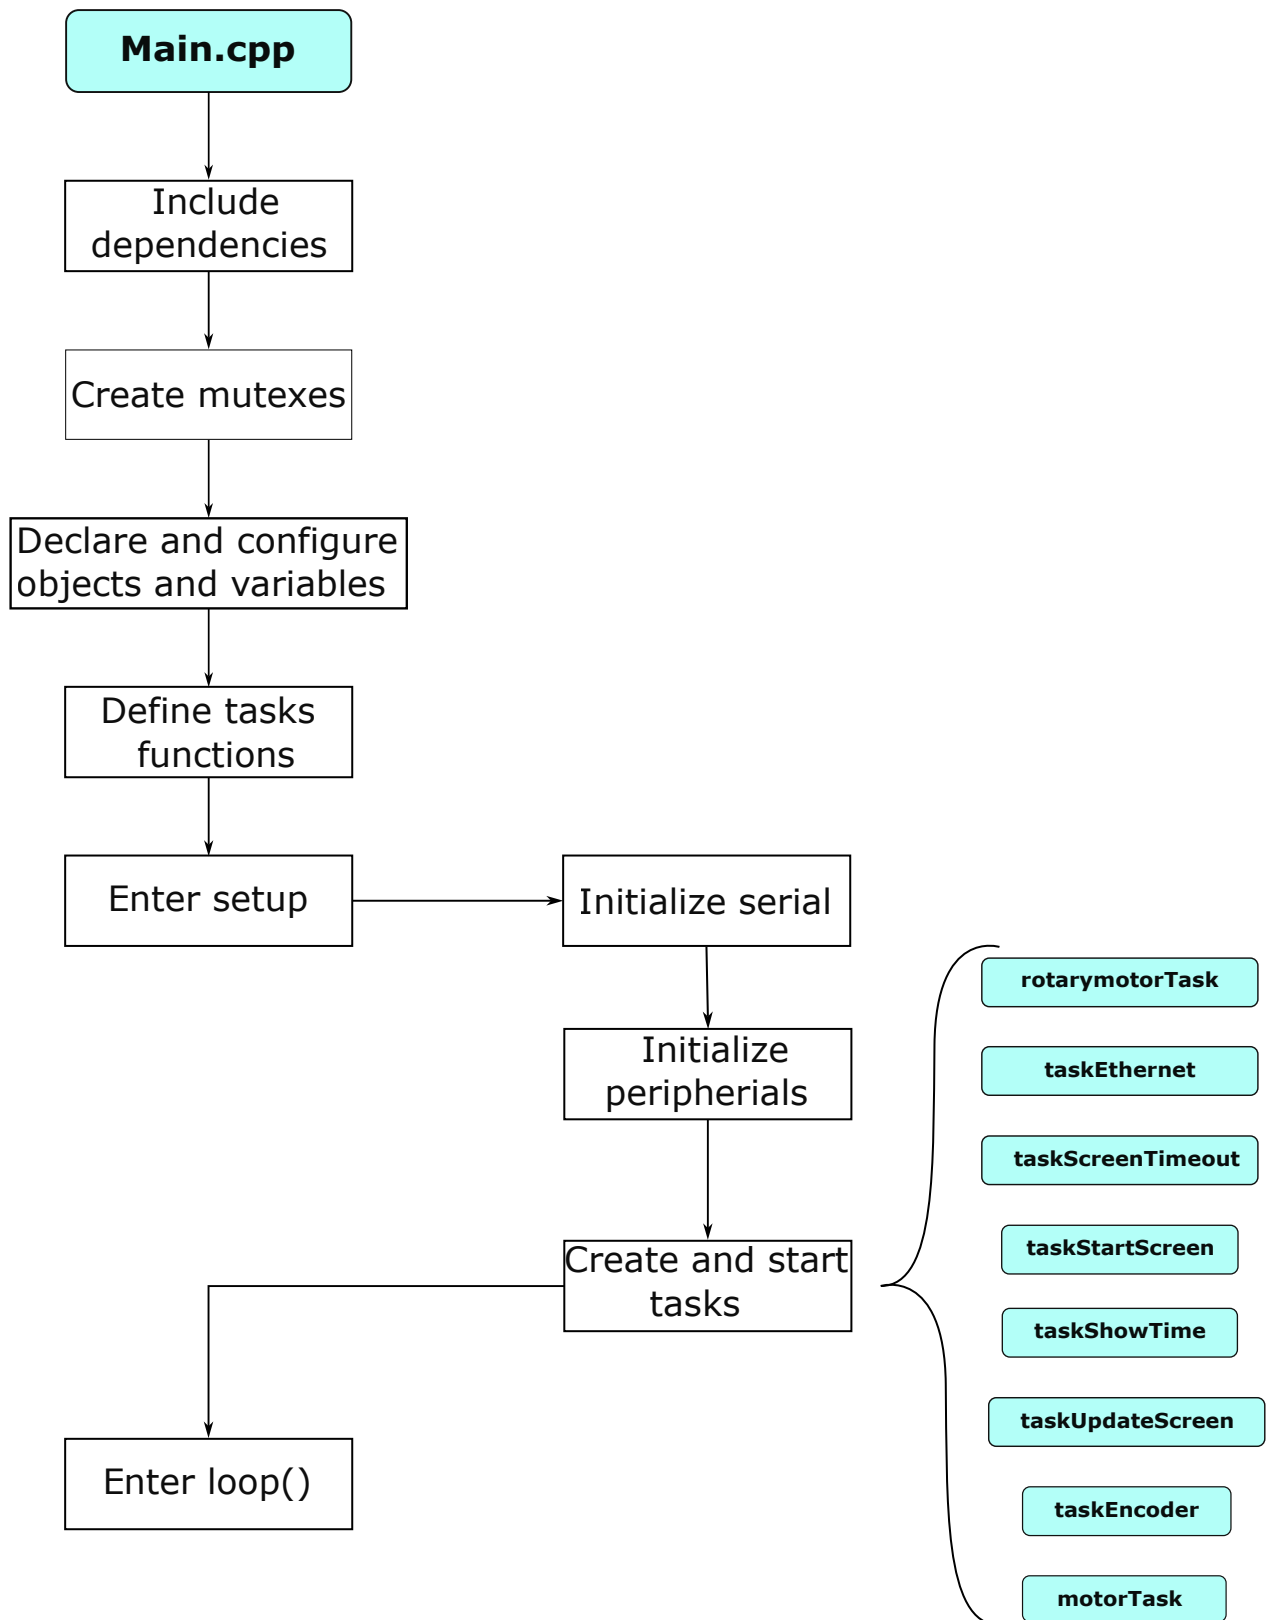 Main.cpp
Include
dependencies
Create mutexes
Declare and configure
objects and variables
Define tasks
functions
Enter setup
Initialize serial
Initialize
peripherials
Create and start
tasks
Enter loop()
rotarymotorTask
taskEthernet
taskScreenTimeout
taskStartScreen
taskShowTime
taskUpdateScreen
taskEncoder
motorTask